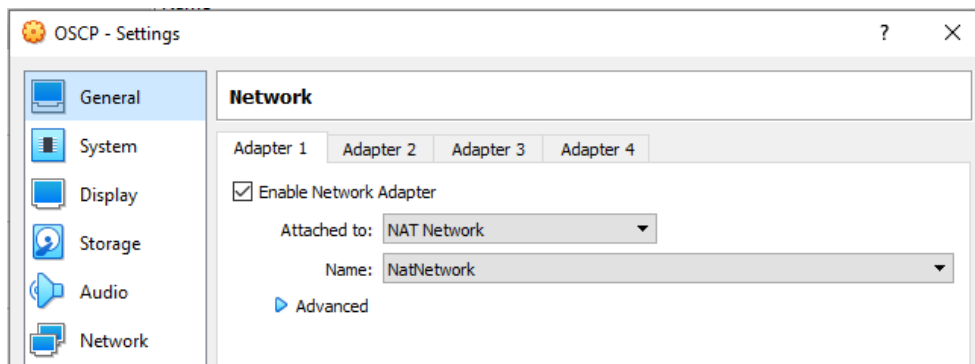 OSCP - Settings ?
General
System
Display
Storage
Audio
Network
Network
Adapter 1 Adapter 2 Adapter 3 Adapter 4
Enable Network Adapter
Attached to: NAT Network
Name: NatNetwork
Advanced